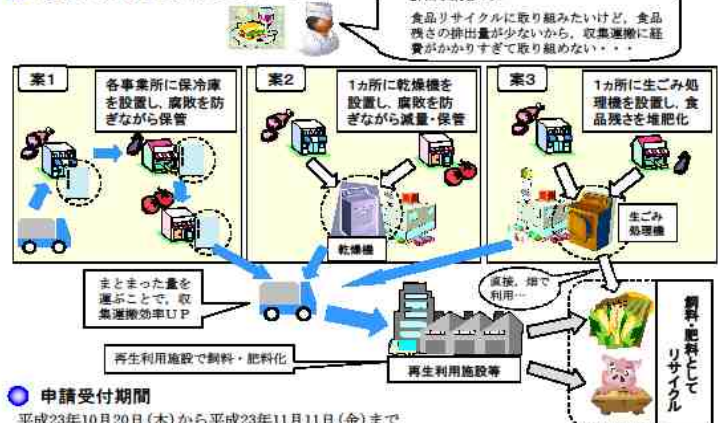 食品リサイクルに取り組みたいけど，食品
残さの排出量が少ないから，収集運搬に経
費がかかりすぎて取り組めない・・・
案1
各事業所に保冷庫
を設置し，腐敗を防
ぎながら保管
案2
1ヵ所に乾燥機を
設置し，腐敗を防
ぎながら減量・保管
案3
1ヵ所に生ごみ処
理機を設置し，食
品残さを堆肥化
乾燥機
生ごみ
処理機
まとまった量を
運ぶことで，収
集運搬効率UP
直接，畑で
利用…
再生利用施設で飼料・肥料化
再生利用施設等
飼料・肥料として
リサイクル
申請受付期間
平成23年10月20日(木)から平成23年11月11日(金)まで